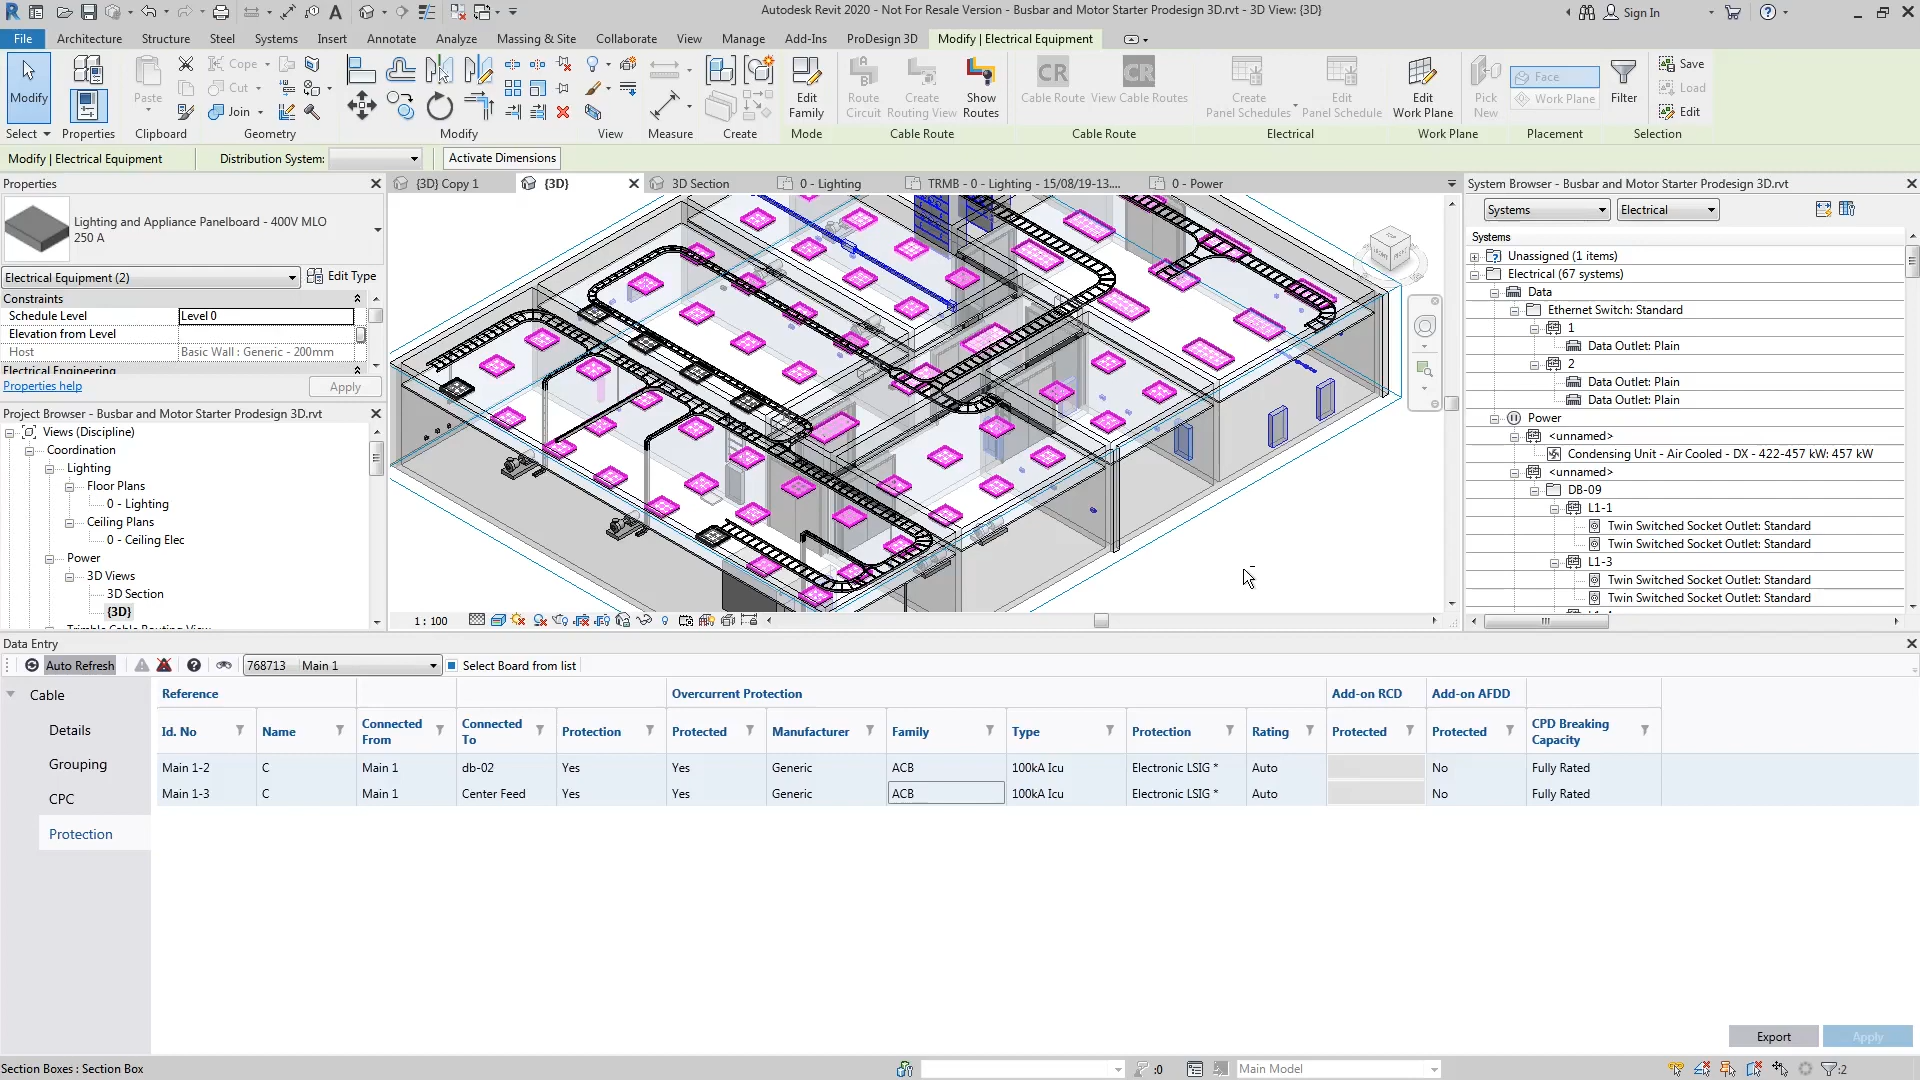 Autodesk Revit 2020 - Not For Resale Version - Busbar and Motor Starter Prodesign 3D.rvt - 3D View: {3D}
Sign In
File Architecture Structure Steel Systems Insert Annotate Analyze Massing & Site Collaborate View Manage Add-Ins ProDesign 3D Modify | Electrical Equipment
Modify
Select
Properties
Paste
Cope
Cut
Join
Clipboard
Geometry
Modify
View
Measure
Create
Edit Family
Mode
Route Circuit
Create Routing View
Show Routes
Cable Route
CR
Cable Route
CR
View Cable Routes
Cable Route
Create Panel Schedules
Edit Panel Schedule
Electrical
Edit Work Plane
Work Plane
Pick New
Face
Work Plane
Placement
Filter
Save
Load
Edit
Selection
Modify | Electrical Equipment
Distribution System:
Activate Dimensions
Properties
Lighting and Appliance Panelboard - 400V MLO
250 A
Electrical Equipment (2)
Edit Type
Constraints
Schedule Level Level 0
Elevation from Level
Host Basic Wall : Generic - 200mm
Electrical Engineering
Properties help
Apply
Project Browser - Busbar and Motor Starter Prodesign 3D.rvt
Views (Discipline)
Coordination
Lighting
Floor Plans
0 - Lighting
Ceiling Plans
0 - Ceiling Elec
Power
3D Views
3D Section
{3D}
Trimble Cable Routing View
{3D} Copy 1
{3D}
3D Section
0 - Lighting
TRMB - 0 - Lighting - 15/08/19-13....
0 - Power
1 : 100
System Browser - Busbar and Motor Starter Prodesign 3D.rvt
Systems
Electrical
Systems
Unassigned (1 items)
Electrical (67 systems)
Data
Ethernet Switch: Standard
1
Data Outlet: Plain
2
Data Outlet: Plain
Data Outlet: Plain
Power
<unnamed>
Condensing Unit - Air Cooled - DX - 422-457 kW: 457 kW
<unnamed>
DB-09
L1-1
Twin Switched Socket Outlet: Standard
Twin Switched Socket Outlet: Standard
L1-3
Twin Switched Socket Outlet: Standard
Twin Switched Socket Outlet: Standard
Data Entry
Auto Refresh
768713 Main 1
Select Board from list
Cable
Details
Grouping
CPC
Protection
Reference Overcurrent Protection Add-on RCD Add-on AFDD
Id. No Name Connected From Connected To Protection Protected Manufacturer Family Type Protection Rating Protected Protected CPD Breaking Capacity
Main 1-2 C Main 1 db-02 Yes Yes Generic ACB 100kA Icu Electronic LSIG * Auto No Fully Rated
Main 1-3 C Main 1 Center Feed Yes Yes Generic ACB 100kA Icu Electronic LSIG * Auto No Fully Rated
Export
Apply
Section Boxes : Section Box
:0
Main Model
:2